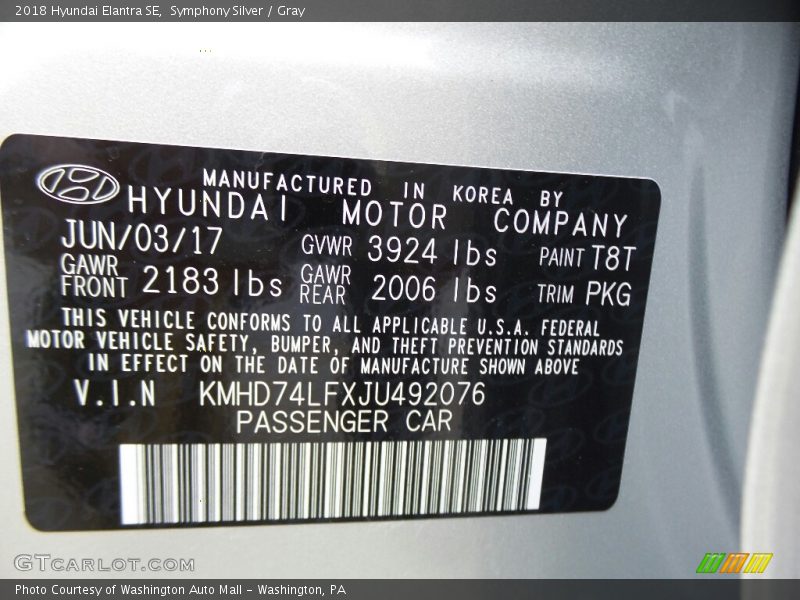 2018 Hyundai Elantra SE, Symphony Silver / Gray
MANUFACTURED IN KOREA BY
HYUNDAI MOTOR COMPANY
JUN/03/17 GVWR 3924 lbs PAINT T8T
GAWR FRONT 2183 lbs GAWR REAR 2006 lbs TRIM PKG
THIS VEHICLE CONFORMS TO ALL APPLICABLE U.S.A. FEDERAL
MOTOR VEHICLE SAFETY, BUMPER, AND THEFT PREVENTION STANDARDS
IN EFFECT ON THE DATE OF MANUFACTURE SHOWN ABOVE
V.I.N KMHD74LFXJU492076
PASSENGER CAR
GTCARLOT.COM
Photo Courtesy of Washington Auto Mall - Washington, PA